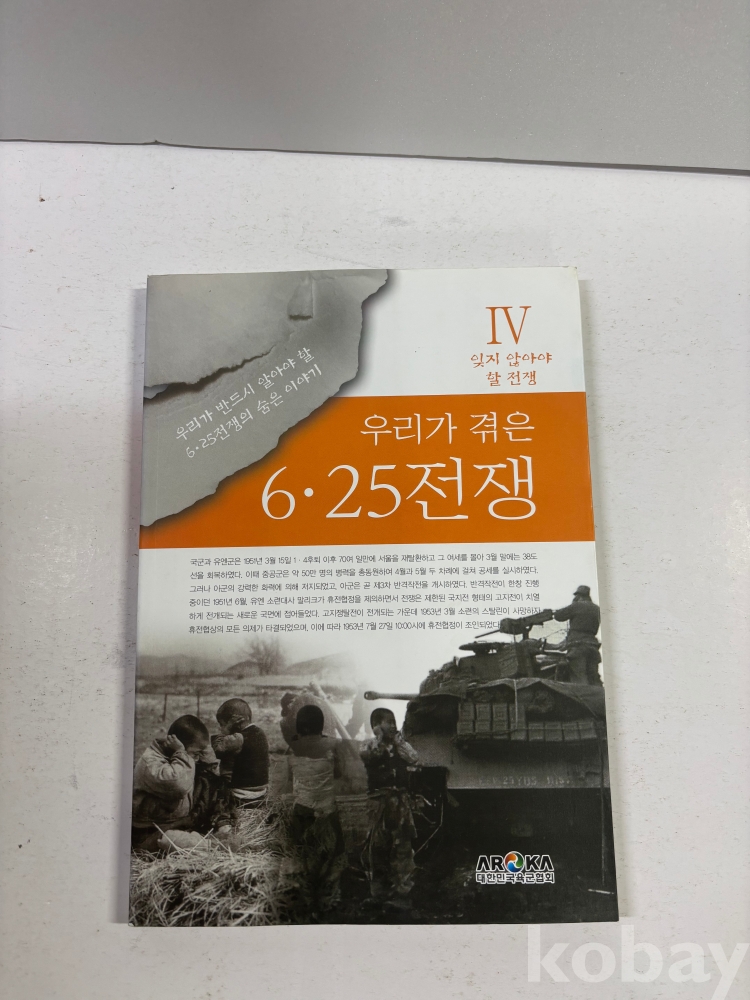 IV
잊지 않아야
할 전쟁
우리가 반드시 알아야 할
6·25전쟁의 숨은 이야기
우리가 겪은
6·25전쟁
국군과 유엔군은 1951년 3월 15일 1·4후퇴 이후 70여 일만에 서울을 재탈환하고 그 여세를 몰아 3월 말에는 38도
선을 회복하였다. 이때 중공군은 약 50만 명의 병력을 총동원하여 4월과 5월 두 차례에 걸쳐 공세를 실시하였다.
그러나 아군의 강력한 화력에 의해 저지되었고, 아군은 곧 제3차 반격작전을 개시하였다. 반격작전이 한창 진행
중이던 1951년 6월, 유엔 소련대사 말리크가 휴전협정을 제의하면서 전쟁은 제한된 국지전 형태의 고지전이 치열
하게 전개되는 새로운 국면에 접어들었다. 고지쟁탈전이 전개되는 가운데 1953년 3월 소련의 스탈린이 사망하자
휴전협상의 모든 의제가 타결되었으며, 이에 따라 1953년 7월 27일 10:00시에 휴전협정이 조인되었다.
AROKA
대한민국육군협회
kobay